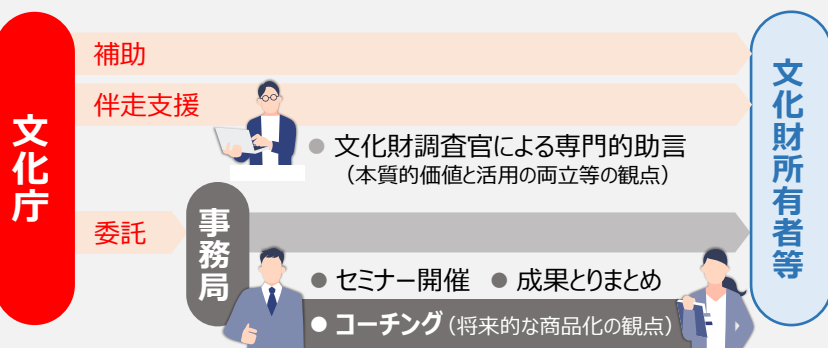 文化庁
補助
伴走支援
● 文化財調査官による専門的助言
（本質的価値と活用の両立等の観点）
委託
事務局
● セミナー開催 ● 成果とりまとめ
● コーチング（将来的な商品化の観点）
文化財所有者等